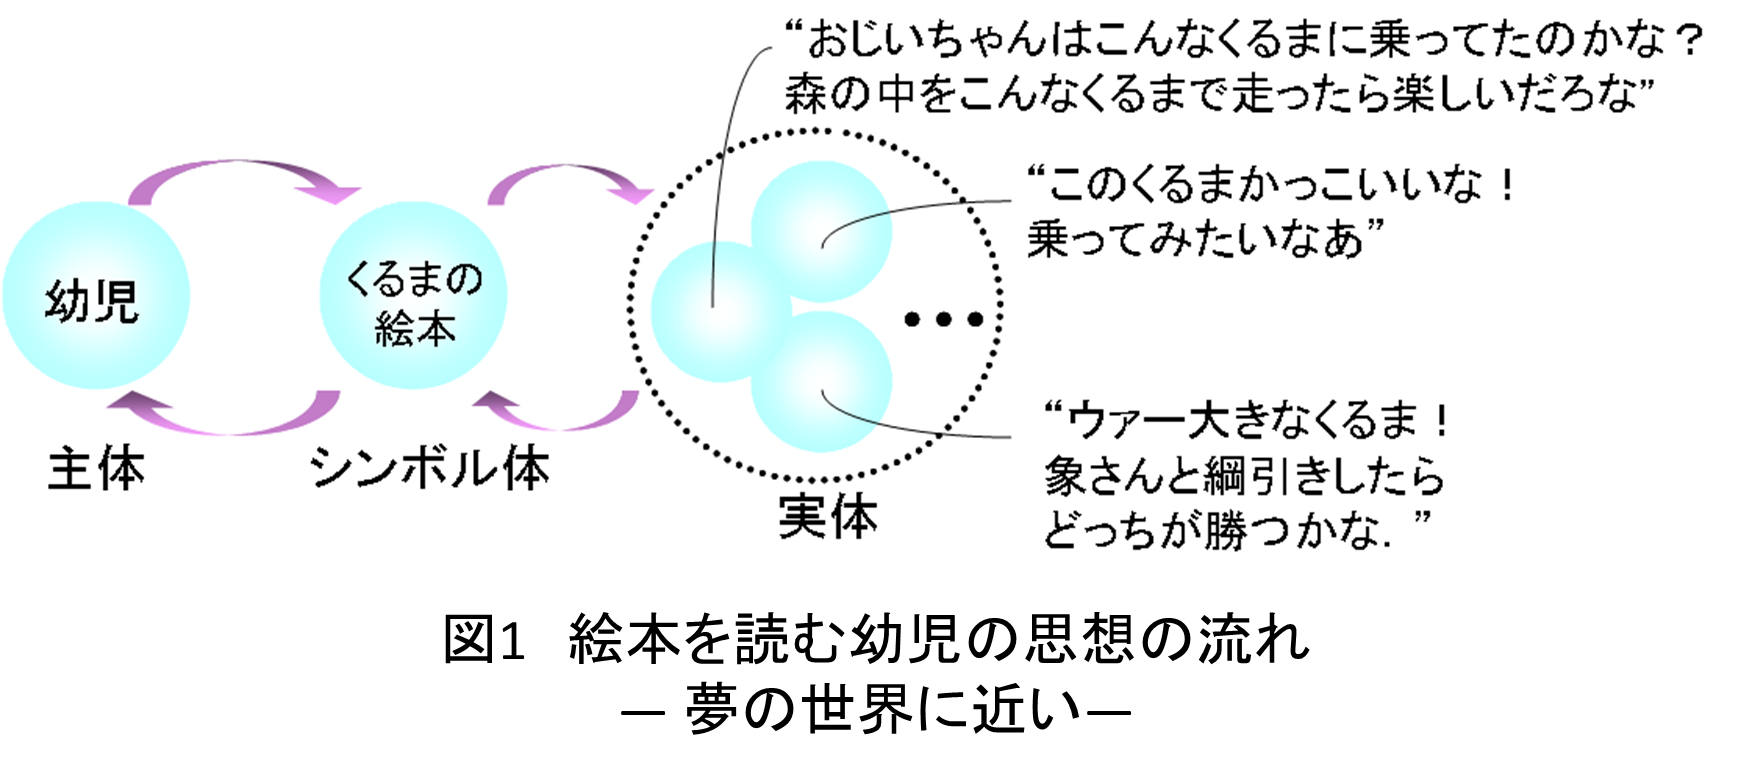 “おじいちゃんはこんなくるまに乗ってたのかな？
森の中をこんなくるまで走ったら楽しいだろな”
“このくるまかっこいいな！
乗ってみたいなあ”
幼児
くるまの
絵本
•••
“ウァー大きなくるま！
象さんと綱引きしたら
どっちが勝つかな．”
主体
シンボル体
実体
図1　絵本を読む幼児の思想の流れ
― 夢の世界に近い―